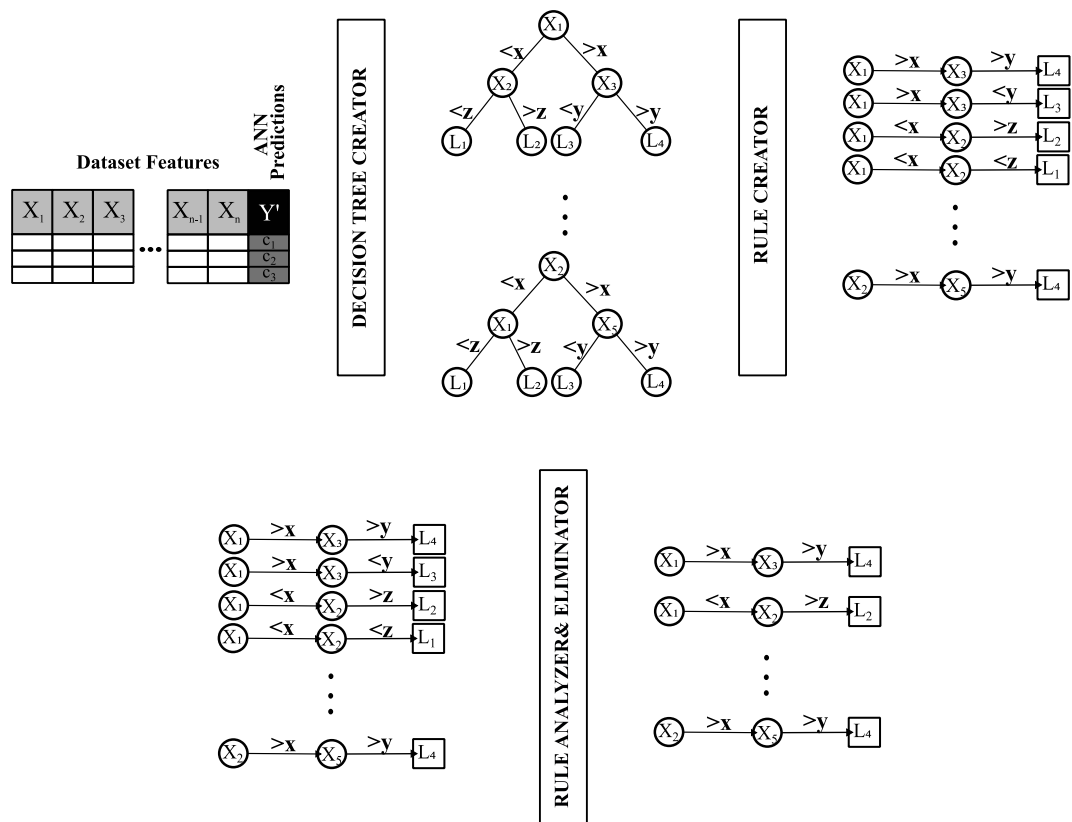 Dataset Features
ANN
Predictions
X1 X2 X3 ... Xn-1 Xn Y'
c1
c2
c3
DECISION TREE CREATOR
X1
<x >x
X2 X3
<z >z <y >y
L1 L2 L3 L4
X2
<x >x
X1 X5
<z >z <y >y
L1 L2 L3 L4
RULE CREATOR
X1 >x X3 >y L4
X1 >x X3 <y L3
X1 <x X2 >z L2
X1 <x X2 <z L1
X2 >x X5 >y L4
X1 >x X3 >y L4
X1 >x X3 <y L3
X1 <x X2 >z L2
X1 <x X2 <z L1
X2 >x X5 >y L4
RULE ANALYZER& ELIMINATOR
X1 >x X3 >y L4
X1 <x X2 >z L2
X2 >x X5 >y L4